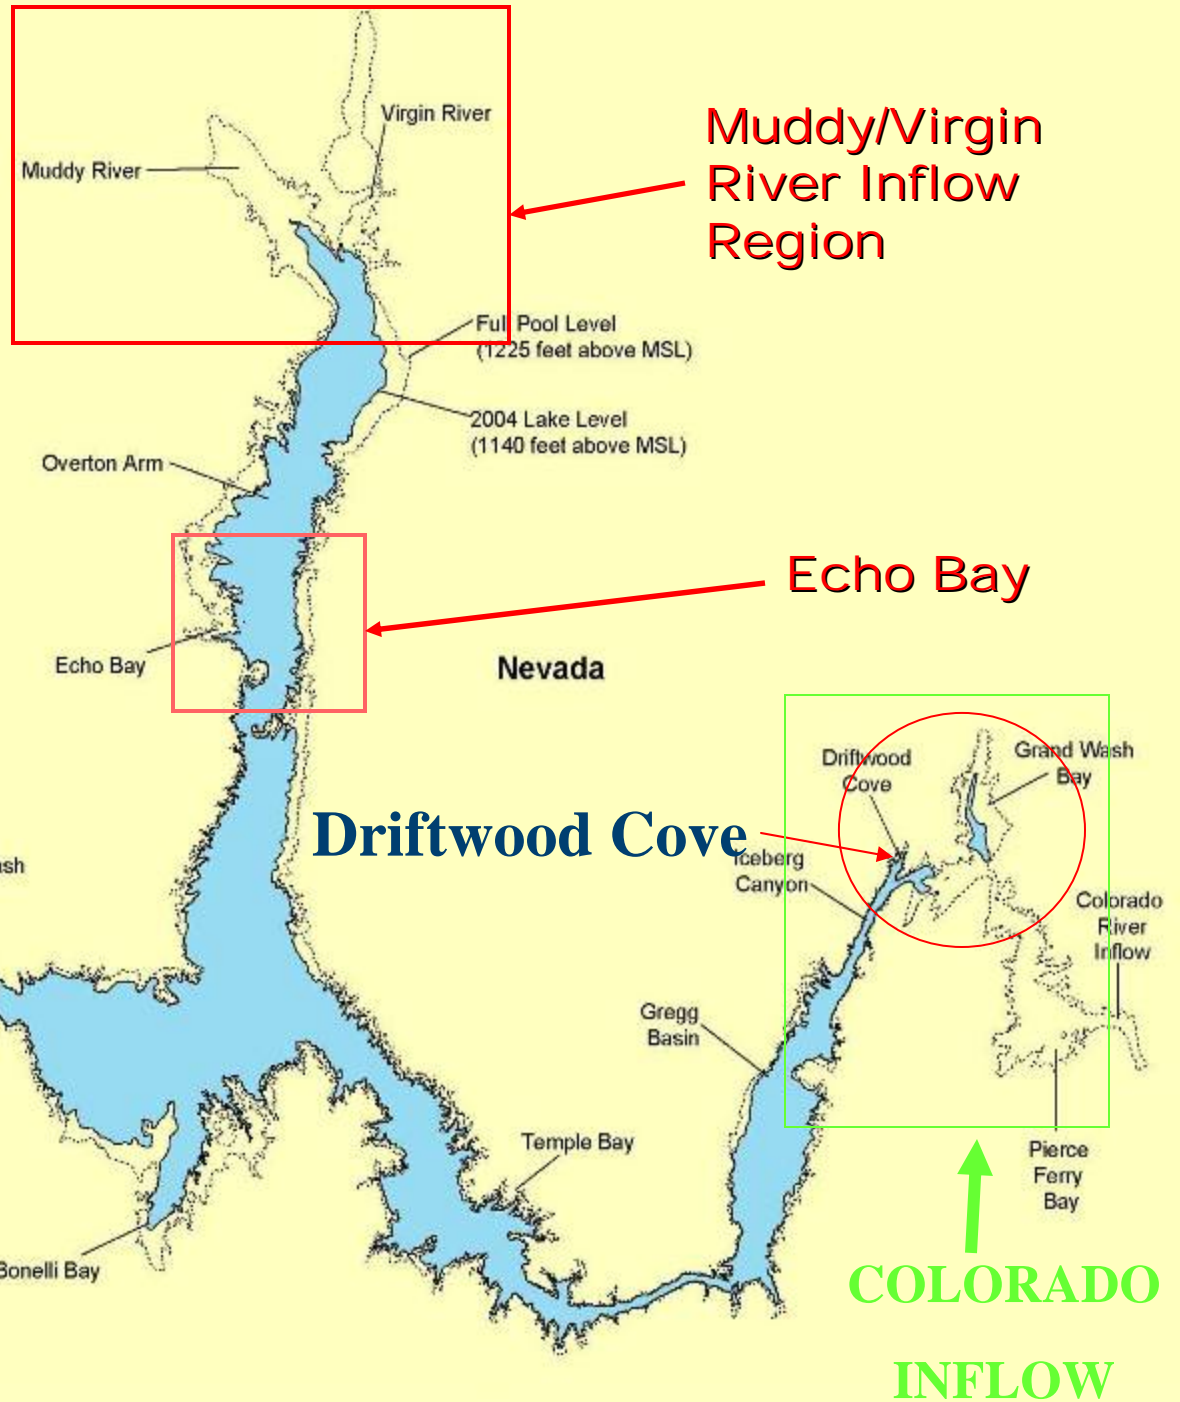 Virgin River
Muddy River
Muddy/Virgin
River Inflow
Region
Full Pool Level
(1225 feet above MSL)
2004 Lake Level
(1140 feet above MSL)
Overton Arm
Echo Bay
Echo Bay
Nevada
Driftwood
Cove
Grand Wash
Bay
Driftwood Cove
Iceberg
Canyon
ash
Colorado
River
Inflow
Gregg
Basin
Temple Bay
Pierce
Ferry
Bay
Bonelli Bay
COLORADO
INFLOW